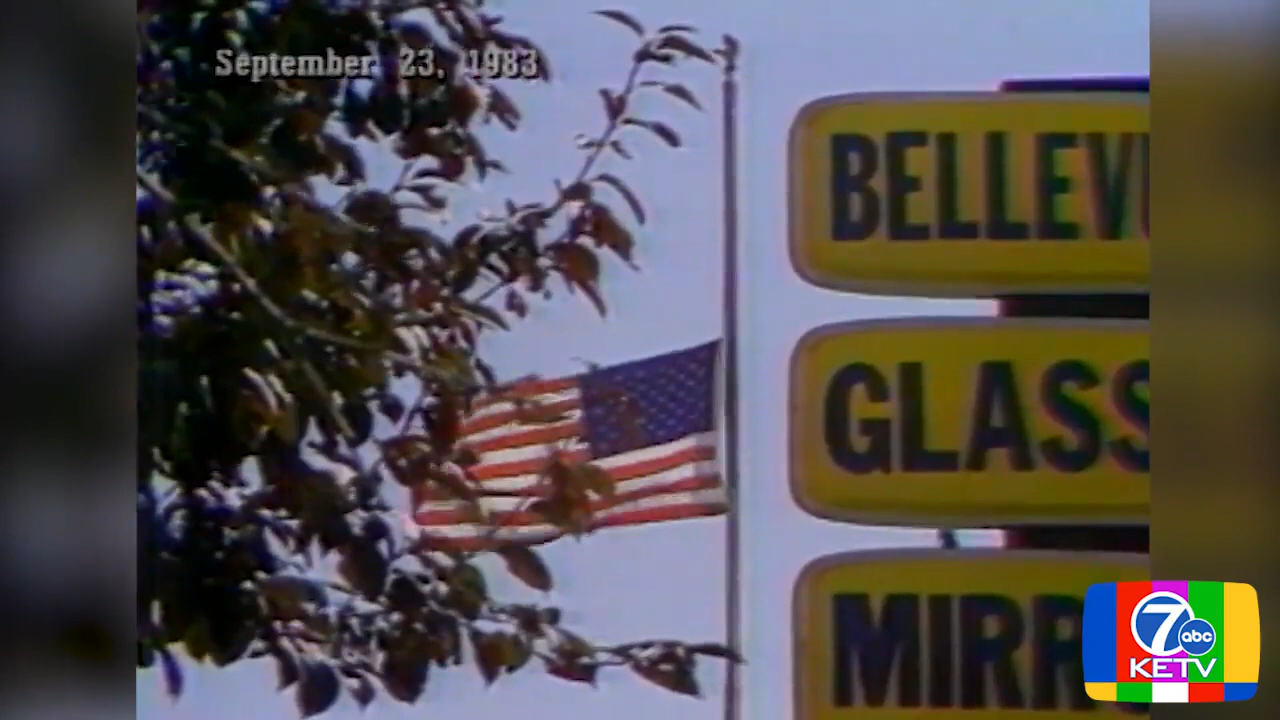 September 23, 1983
BELLEV
GLASS
MIRR
7
abc
KETV